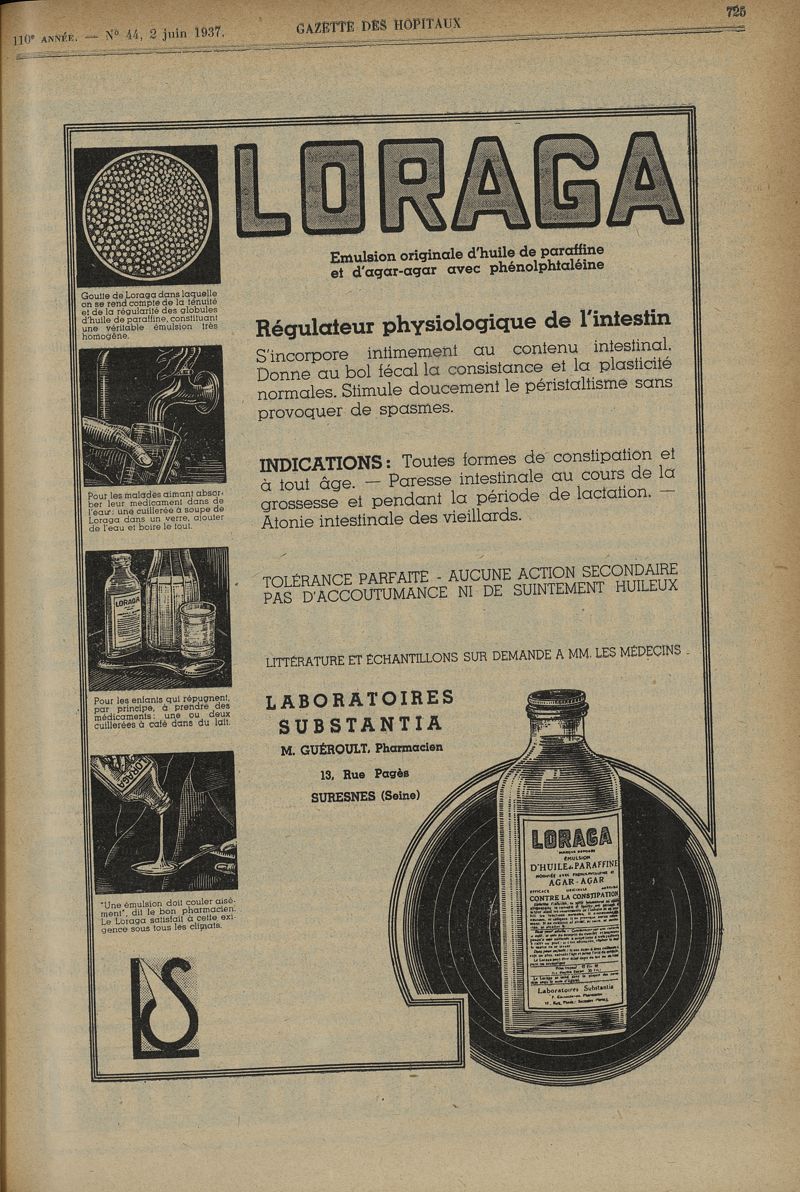 110e ANNÉE. — No 44, 2 juin 1937.
GAZETTE DES HOPITAUX
725
LORAGA
Emulsion originale d'huile de paraffine
et d'agar-agar avec phénolphtaléine
Goutte de Loraga dans laquelle
on se rend compte de la ténuité
et de la régularité des globules
d'huile de paraffine, constituant
une véritable émulsion très
homogène.
Régulateur physiologique de l'intestin
S'incorpore intimement au contenu intestinal.
Donne au bol fécal la consistance et la plasticité
normales. Stimule doucement le péristaltisme sans
provoquer de spasmes.
INDICATIONS : Toutes formes de constipation et
à tout âge. — Paresse intestinale au cours de la
grossesse et pendant la période de lactation. —
Atonie intestinale des vieillards.
Pour les malades aimant absor-
ber leur médicament dans de
l'eau: une cuillerée à soupe de
Loraga dans un verre, ajouter
de l'eau et boire le tout.
TOLÉRANCE PARFAITE - AUCUNE ACTION SECONDAIRE
PAS D'ACCOUTUMANCE NI DE SUINTEMENT HUILEUX
LORAGA
LITTÉRATURE ET ÉCHANTILLONS SUR DEMANDE A MM. LES MÉDECINS
Pour les enfants qui répugnent,
par principe, à prendre des
médicaments: une ou deux
cuillerées à café dans du lait.
LABORATOIRES
SUBSTANTIA
M. GUÉROULT, Pharmacien
13, Rue Pagès
SURESNES (Seine)
LORAGA
"Une émulsion doit couler aisé-
ment", dit le bon pharmacien.
Le Loraga satisfait à cette exi-
gence sous tous les climats.
LS
LORAGA
ÉMULSION
D'HUILE de PARAFFINE
AGAR-AGAR
CONTRE LA CONSTIPATION
Laboratoires Substantia